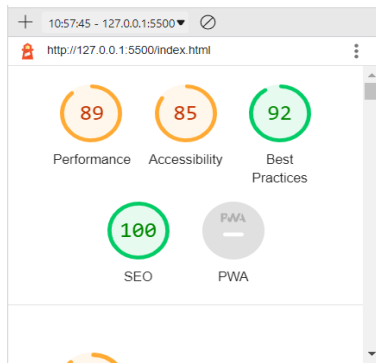 10:57:45 - 127.0.0.1:5500
http://127.0.0.1:5500/index.html
89
85
92
Performance
Accessibility
Best
Practices
100
PWA
SEO
PWA